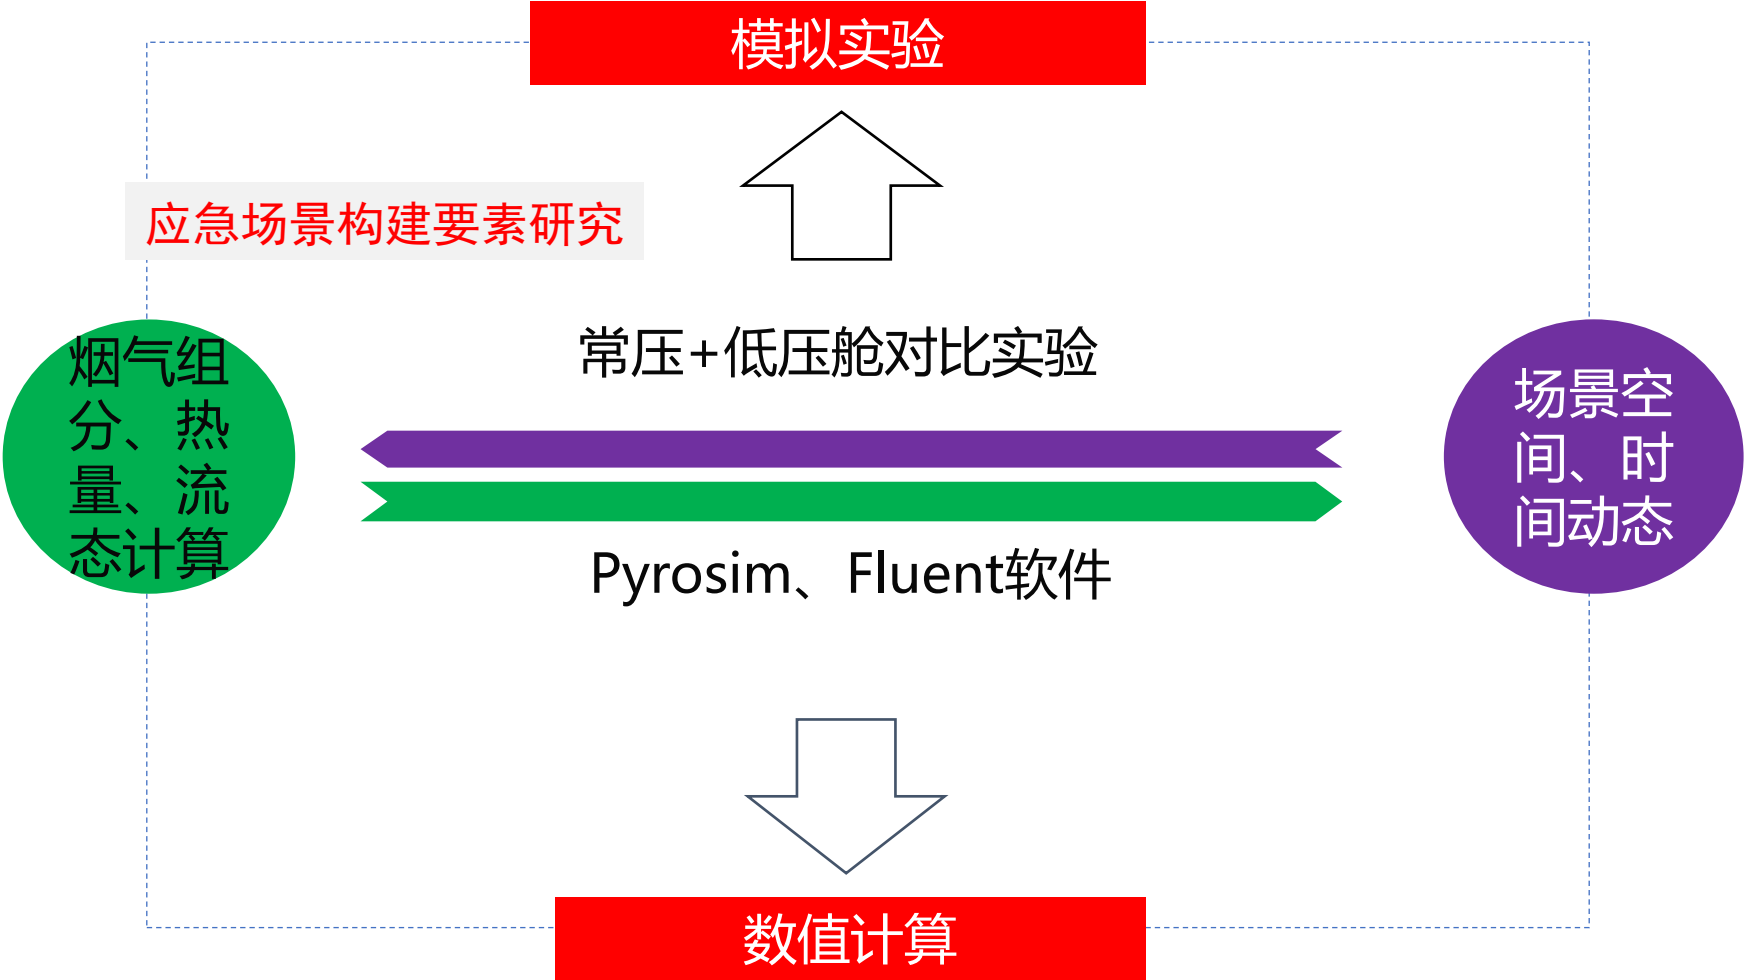 模拟实验
应急场景构建要素研究
常压+低压舱对比实验
烟气组
分、热
量、流
态计算
场景空
间、时
间动态
Pyrosim、Fluent软件
数值计算